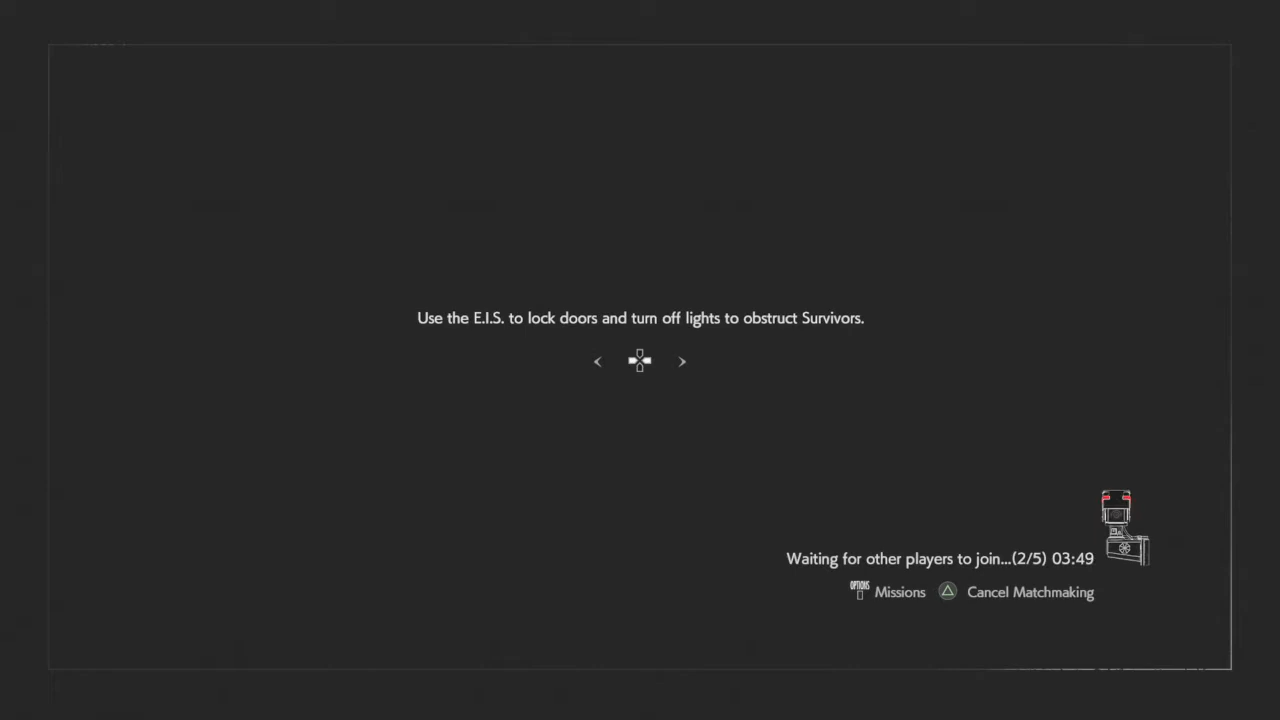 Use the E.I.S. to lock doors and turn off lights to obstruct Survivors.
Waiting for other players to join...(2/5) 03:49
OPTIONS Missions Cancel Matchmaking